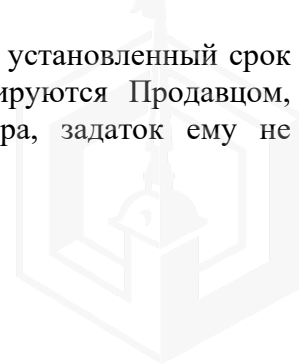 установленный срок
ируются Продавцом,
ра, задаток ему не